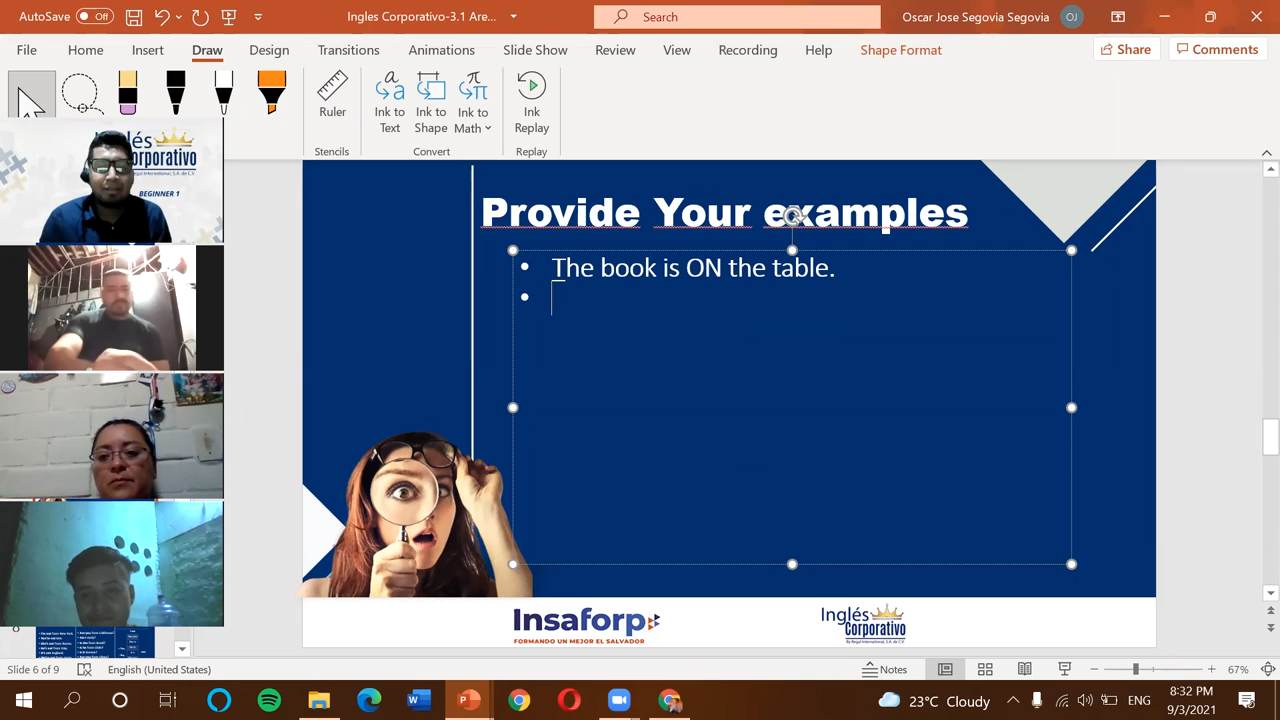 AutoSave Off
Ingles Corporativo-3.1 Are...
Search
Oscar Jose Segovia Segovia
OJ
File Home Insert Draw Design Transitions Animations Slide Show Review View Recording Help Shape Format
Share
Comments
Ruler
Ink to Text
Ink to Shape
Ink to Math
Ink Replay
Stencils
Convert
Replay
BEGINNER 1
Provide Your examples
• The book is ON the table.
•
Insaforp
FORMANDO UN MEJOR EL SALVADOR
Inglés
Corporativo
By Regal International, S.A. de C.V.
Slide 6 of 9
English (United States)
Notes
67%
23°C Cloudy
ENG
8:32 PM
9/3/2021